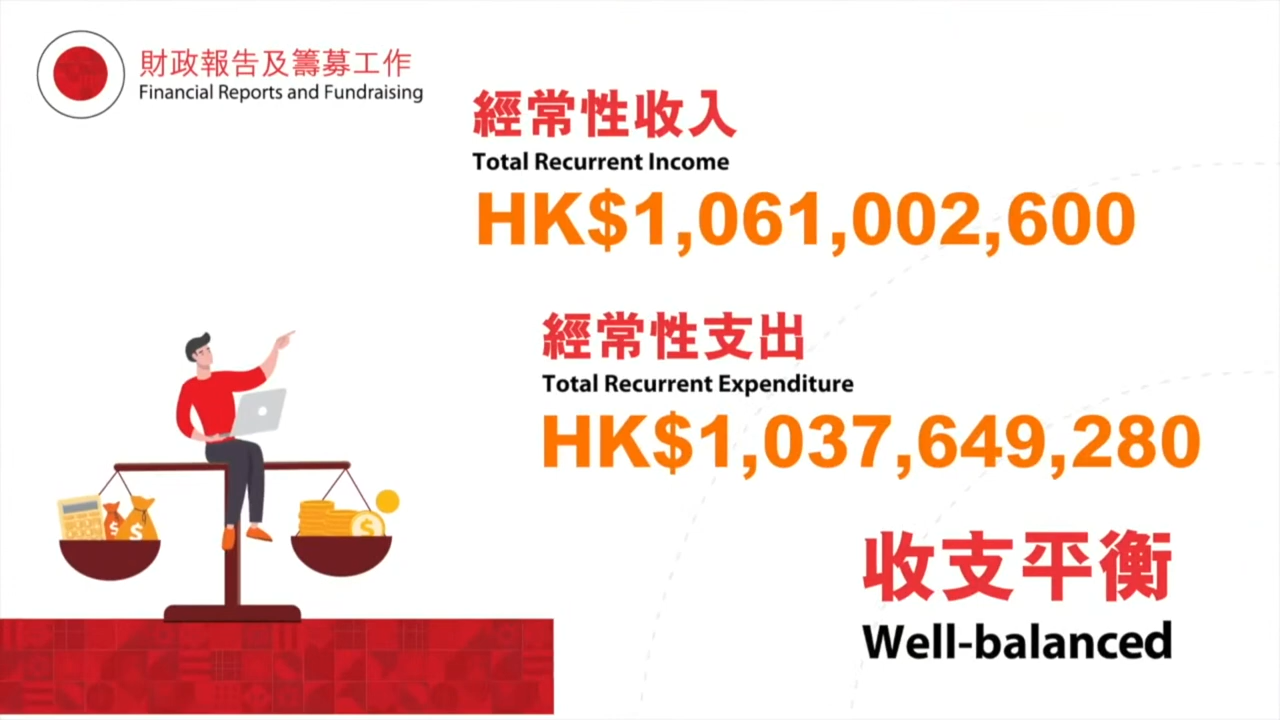 財政報告及籌募工作
Financial Reports and Fundraising
經常性收入
Total Recurrent Income
HK$1,061,002,600
經常性支出
Total Recurrent Expenditure
HK$1,037,649,280
收支平衡
Well-balanced
$
$
$